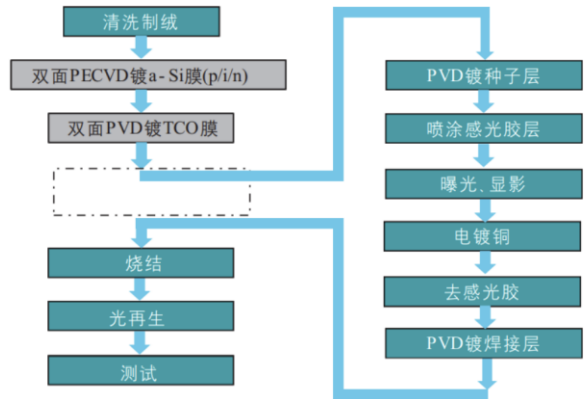 清洗制绒
双面PECVD镀a-Si膜(p/i/n)
双面PVD镀TCO膜
PVD镀种子层
喷涂感光胶层
曝光、显影
电镀铜
去感光胶
PVD镀焊接层
烧结
光再生
测试